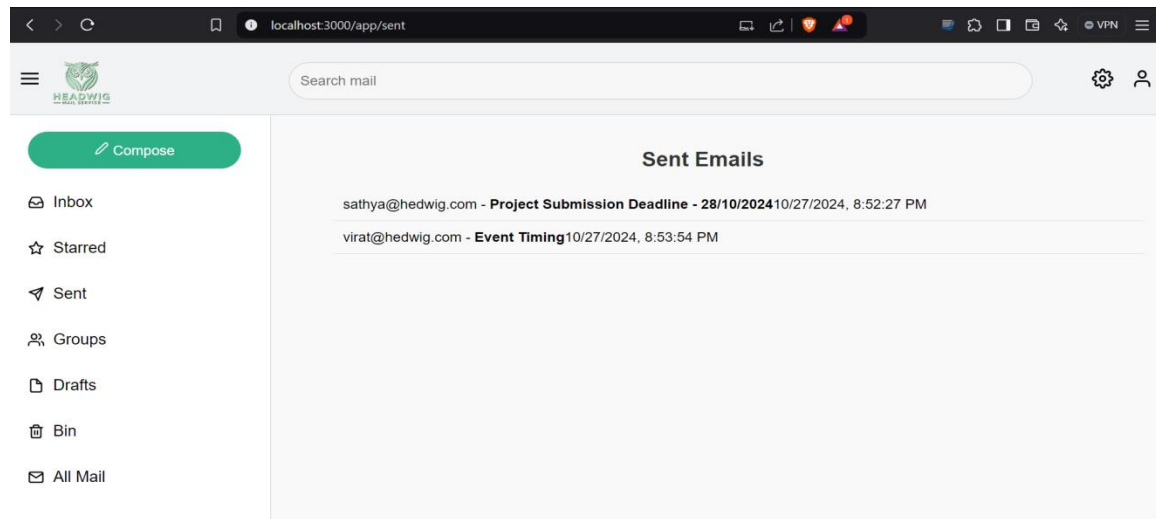 localhost:3000/app/sent
VPN
HEADWIG
MAIL SERVICE
Search mail
Compose
Sent Emails
Inbox
sathya@hedwig.com - Project Submission Deadline - 28/10/202410/27/2024, 8:52:27 PM
virat@hedwig.com - Event Timing10/27/2024, 8:53:54 PM
Starred
Sent
Groups
Drafts
Bin
All Mail